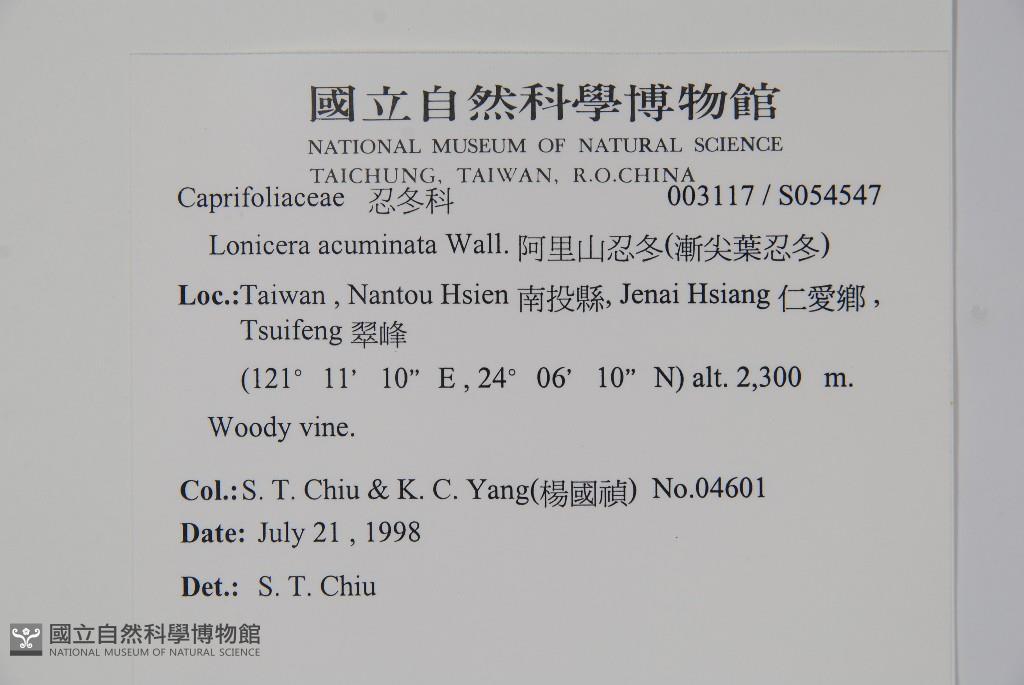 國立自然科學博物館
NATIONAL MUSEUM OF NATURAL SCIENCE
TAICHUNG, TAIWAN, R.O.CHINA
Caprifoliaceae 忍冬科 003117 / S054547
Lonicera acuminata Wall. 阿里山忍冬(漸尖葉忍冬)
Loc.:Taiwan , Nantou Hsien 南投縣, Jenai Hsiang 仁愛鄉 ,
Tsuifeng 翠峰
(121° 11’ 10” E , 24° 06’ 10” N) alt. 2,300 m.
Woody vine.
Col.: S. T. Chiu & K. C. Yang(楊國禎) No.04601
Date: July 21 , 1998
Det.: S. T. Chiu
國立自然科學博物館
NATIONAL MUSEUM OF NATURAL SCIENCE